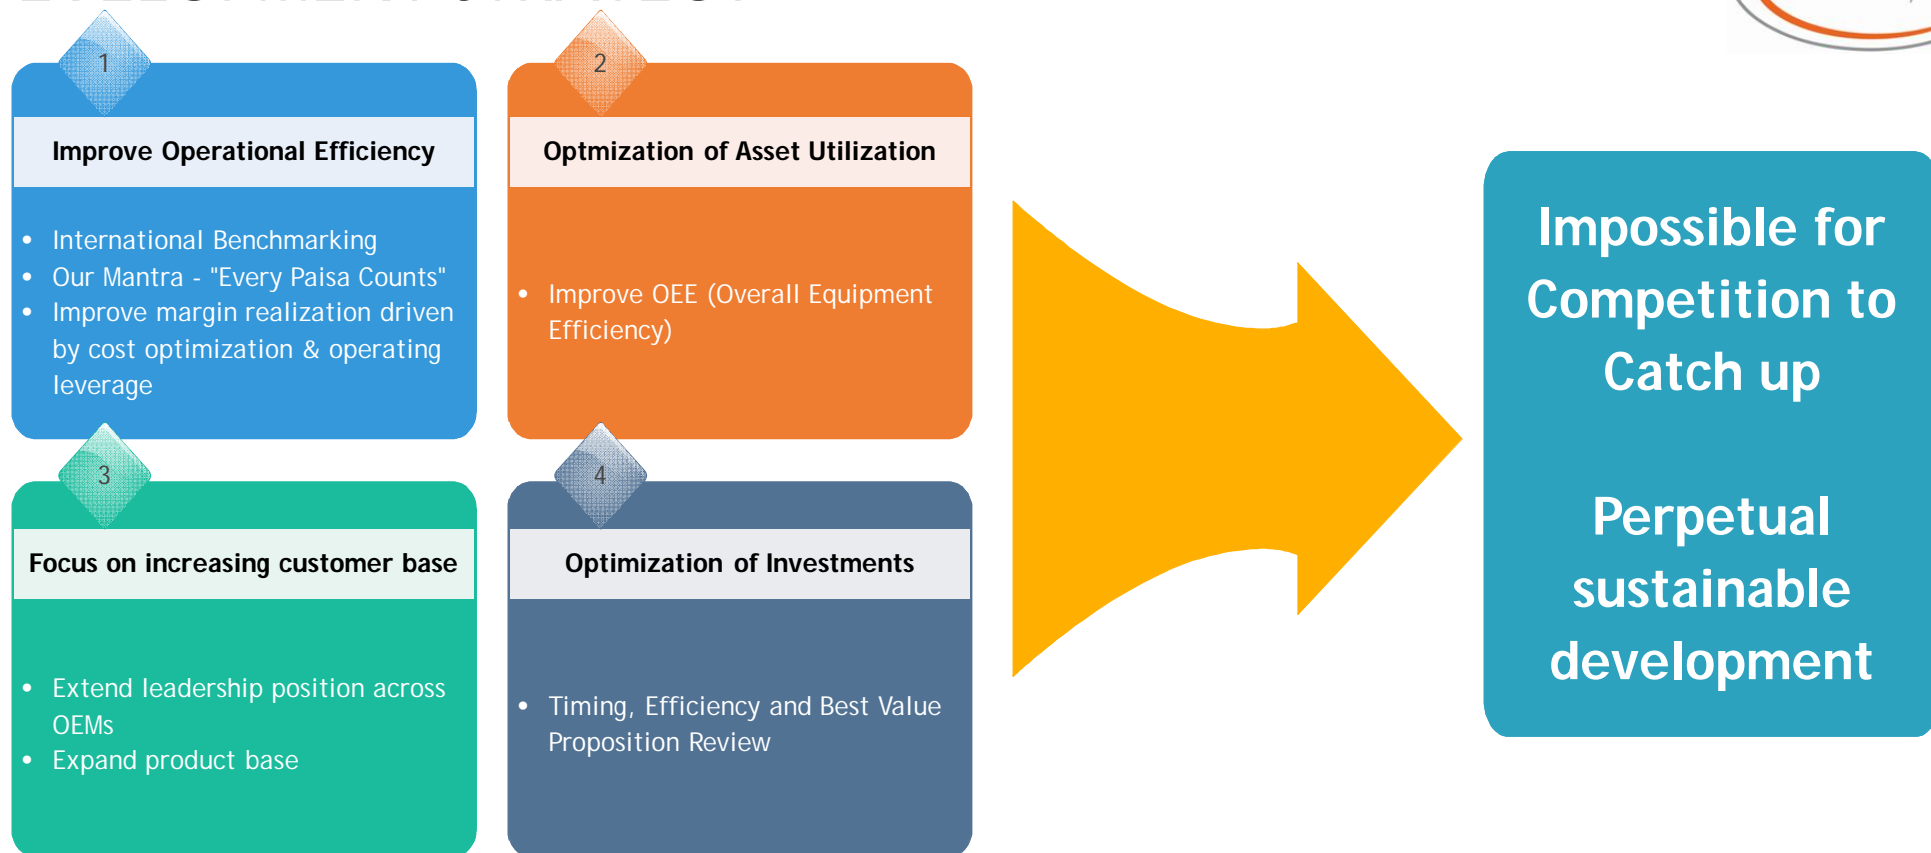 1
Improve Operational Efficiency
• International Benchmarking
• Our Mantra - "Every Paisa Counts"
• Improve margin realization driven
by cost optimization & operating
leverage
2
Optmization of Asset Utilization
• Improve OEE (Overall Equipment
Efficiency)
3
Focus on increasing customer base
• Extend leadership position across
OEMs
• Expand product base
4
Optimization of Investments
• Timing, Efficiency and Best Value
Proposition Review
Impossible for
Competition to
Catch up
Perpetual
sustainable
development